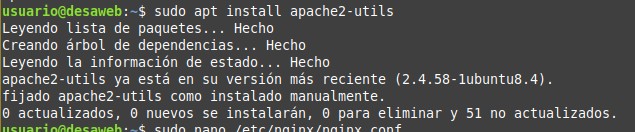 usuario@desaweb:~$ sudo apt install apache2-utils
Leyendo lista de paquetes... Hecho
Creando árbol de dependencias... Hecho
Leyendo la información de estado... Hecho
apache2-utils ya está en su versión más reciente (2.4.58-1ubuntu8.4).
fijado apache2-utils como instalado manualmente.
0 actualizados, 0 nuevos se instalarán, 0 para eliminar y 51 no actualizados.
usuario@desaweb:~$ sudo nano /etc/nginx/nginx.conf